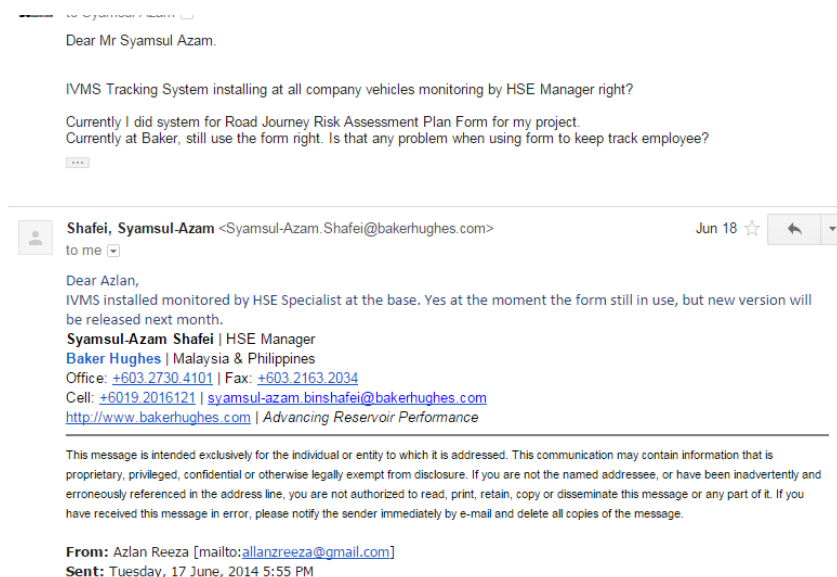 to Syamsul Azam
Dear Mr Syamsul Azam.
IVMS Tracking System installing at all company vehicles monitoring by HSE Manager right?
Currently I did system for Road Journey Risk Assessment Plan Form for my project.
Currently at Baker, still use the form right. Is that any problem when using form to keep track employee?
Shafei, Syamsul-Azam <Syamsul-Azam.Shafei@bakerhughes.com> Jun 18
to me
Dear Azlan,
IVMS installed monitored by HSE Specialist at the base. Yes at the moment the form still in use, but new version will
be released next month.
Syamsul-Azam Shafei | HSE Manager
Baker Hughes | Malaysia & Philippines
Office: +603.2730.4101 | Fax: +603.2163.2034
Cell: +6019.2016121 | syamsul-azam.binshafei@bakerhughes.com
http://www.bakerhughes.com | Advancing Reservoir Performance
This message is intended exclusively for the individual or entity to which it is addressed. This communication may contain information that is
proprietary, privileged, confidential or otherwise legally exempt from disclosure. If you are not the named addressee, or have been inadvertently and
erroneously referenced in the address line, you are not authorized to read, print, retain, copy or disseminate this message or any part of it. If you
have received this message in error, please notify the sender immediately by e-mail and delete all copies of the message.
From: Azlan Reeza [mailto:allanzreeza@gmail.com]
Sent: Tuesday, 17 June, 2014 5:55 PM